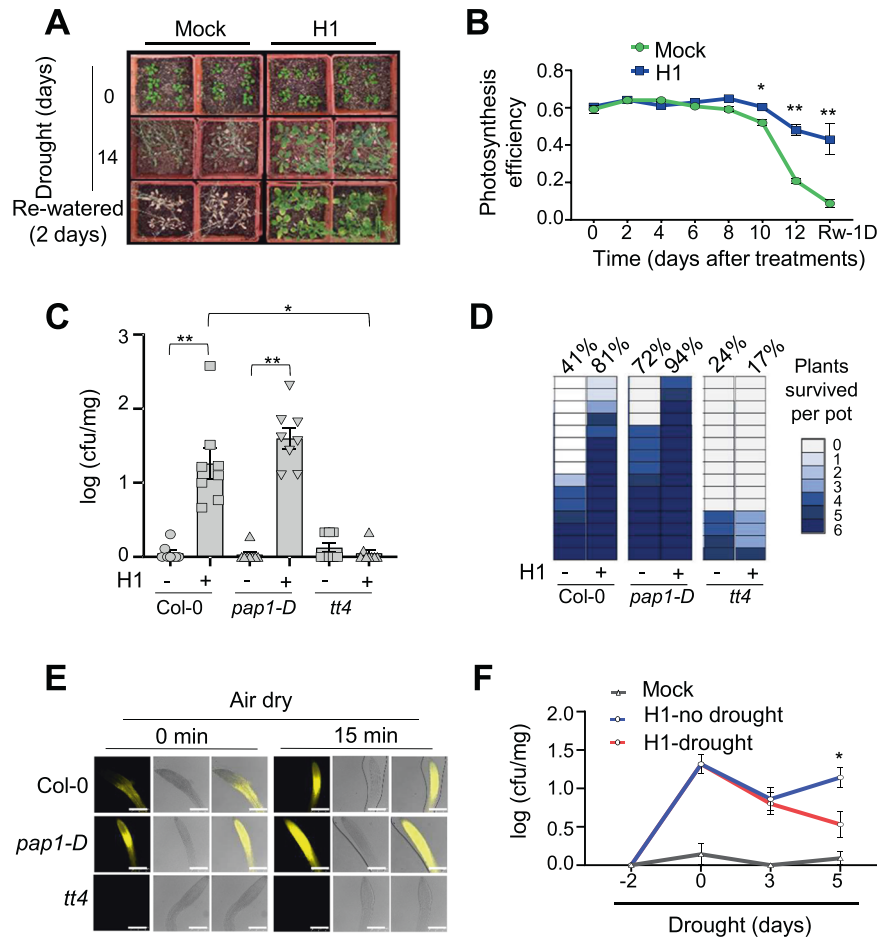 A
Mock H1
Drought (days)
0
14
Re-watered
(2 days)
B
Mock
H1
Photosynthesis
efficiency
0.8
0.6
0.4
0.2
0.0
* ** **
0 2 4 6 8 10 12 Rw-1D
Time (days after treatments)
C
log (cfu/mg)
3
2
1
0
*
** **
H1 - + - + - +
Col-0 pap1-D tt4
D
41% 81% 72% 94% 24% 17%
Plants
survived
per pot
0
1
2
3
4
5
6
H1 - + - + - +
Col-0 pap1-D tt4
E
Air dry
0 min 15 min
Col-0
pap1-D
tt4
F
Mock
H1-no drought
H1-drought
log (cfu/mg)
2.0
1.5
1.0
0.5
0.0
*
-2 0 3 5
Drought (days)